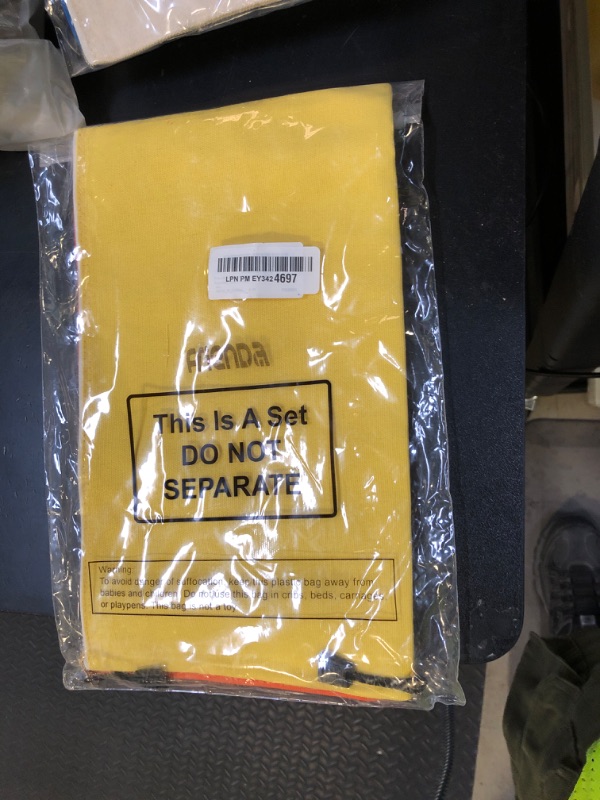 LPN PM EY3424697
This Is A Set
DO NOT
SEPARATE
Warning:
To avoid danger of suffocation, keep this plastic bag away from
babies and children. Do not use this bag in cribs, beds, carriages
or playpens. This bag is not a toy.